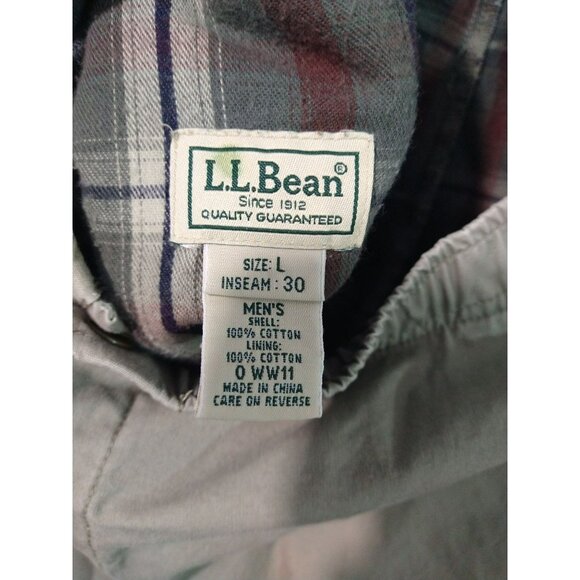 L.L.Bean®
Since 1912
QUALITY GUARANTEED
SIZE: L
INSEAM: 30
MEN'S
SHELL:
100% COTTON
LINING:
100% COTTON
0 WW11
MADE IN CHINA
CARE ON REVERSE